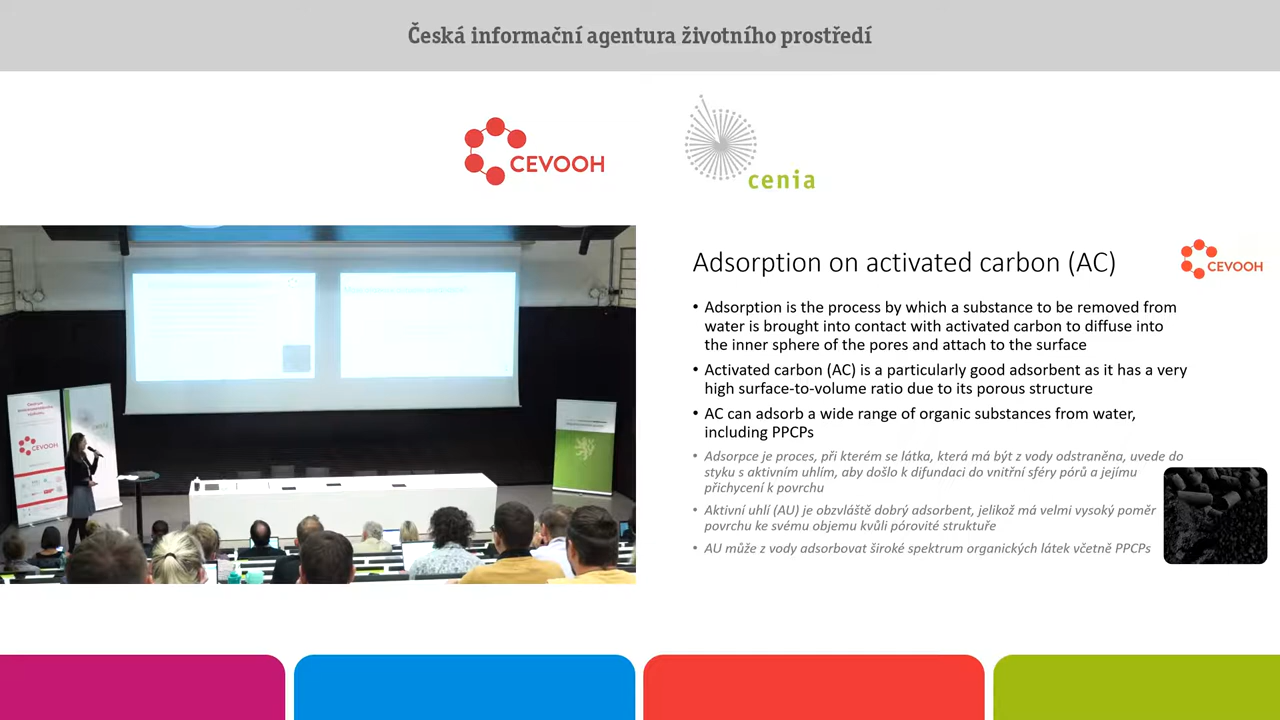 Česká informační agentura životního prostředí
CEVOOH
cenia
CEVOOH
Adsorption on activated carbon (AC)
CEVOOH
• Adsorption is the process by which a substance to be removed from
water is brought into contact with activated carbon to diffuse into
the inner sphere of the pores and attach to the surface
• Activated carbon (AC) is a particularly good adsorbent as it has a very
high surface-to-volume ratio due to its porous structure
• AC can adsorb a wide range of organic substances from water,
including PPCPs
• Adsorpce je proces, při kterém se látka, která má být z vody odstraněna, uvede do
styku s aktivním uhlím, aby došlo k difundaci do vnitřní sféry pórů a jejímu
přichycení k povrchu
• Aktivní uhlí (AU) je obzvláště dobrý adsorbent, jelikož má velmi vysoký poměr
povrchu ke svému objemu kvůli pórovité struktuře
• AU může z vody adsorbovat široké spektrum organických látek včetně PPCPs